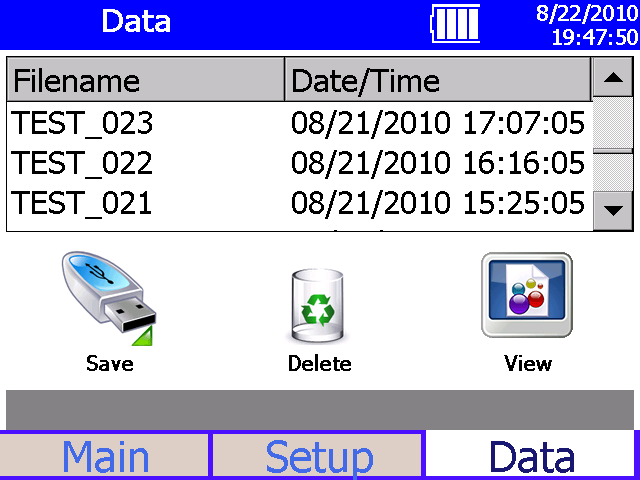 Data
8/22/2010
19:47:50
Filename Date/Time
TEST_023 08/21/2010 17:07:05
TEST_022 08/21/2010 16:16:05
TEST_021 08/21/2010 15:25:05
Save Delete View
Main Setup Data